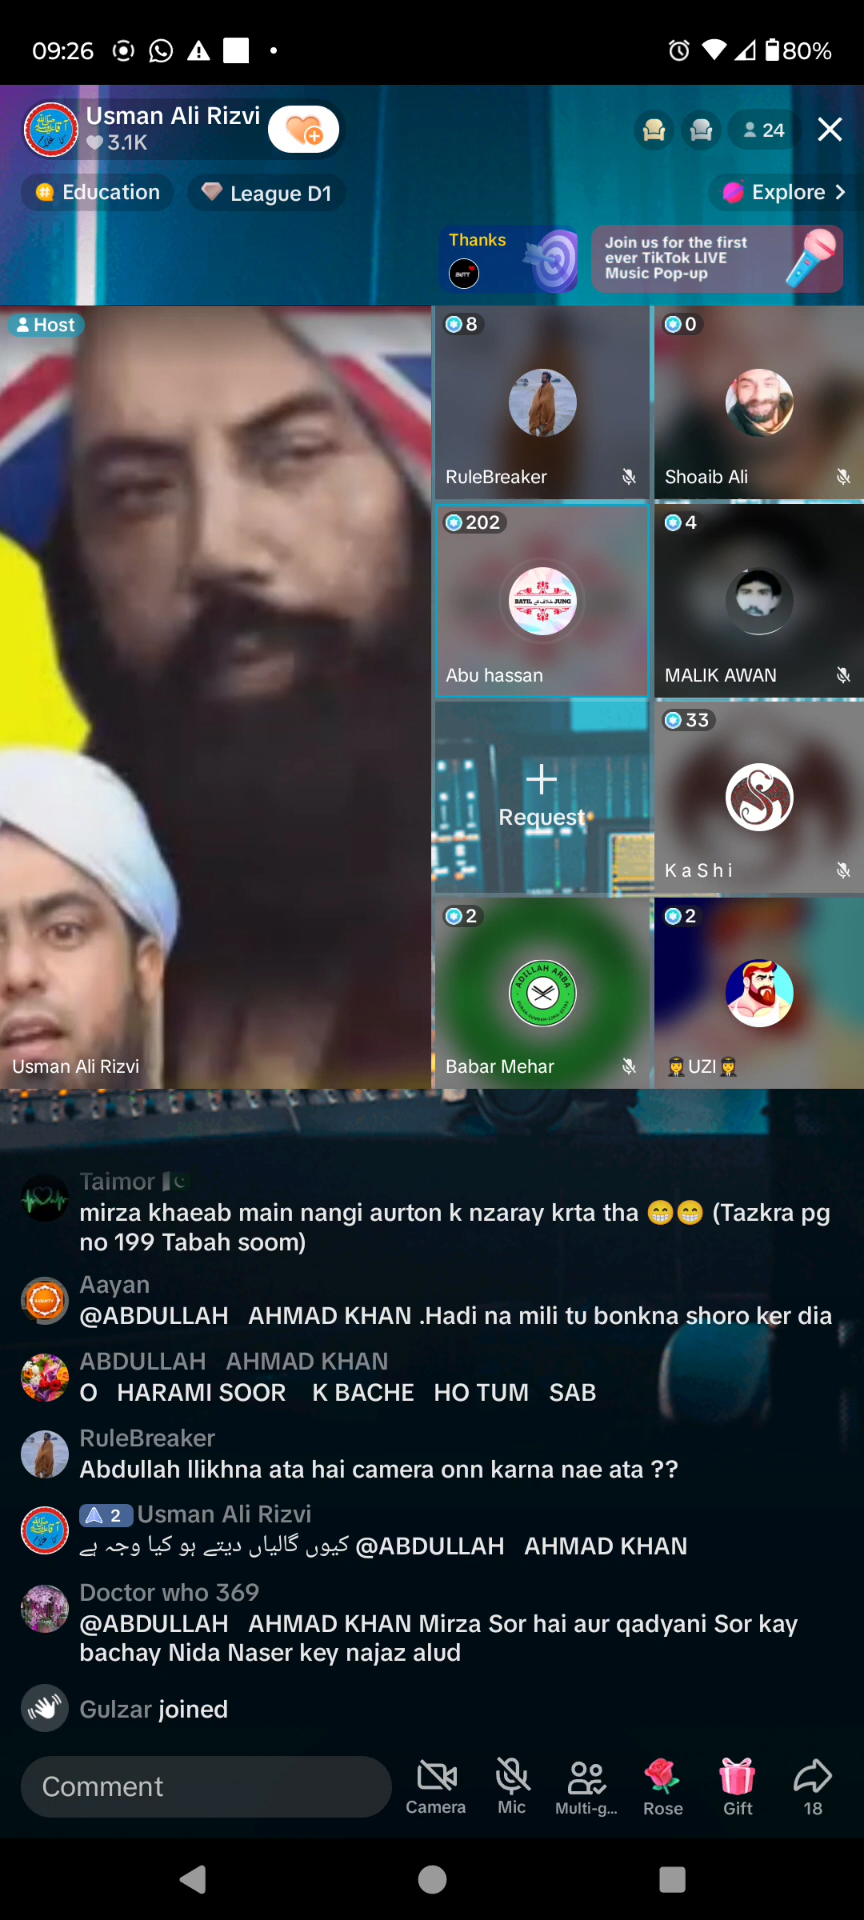 09:26
80%
Usman Ali Rizvi
3.1K
24
Education
League D1
Explore
Thanks
BUTT
Join us for the first
ever TikTok LIVE
Music Pop-up
Host
8
0
RuleBreaker
Shoaib Ali
202
4
BATIL کے خلاف JUNG
Abu hassan
MALIK AWAN
33
Request
K a S h i
2
2
ADILLAH ARBA
Usman Ali Rizvi
Babar Mehar
UZI
Taimor
mirza khaeab main nangi aurton k nzaray krta tha 😁😁 (Tazkra pg
no 199 Tabah soom)
Aayan
@ABDULLAH AHMAD KHAN .Hadi na mili tu bonkna shoro ker dia
ABDULLAH AHMAD KHAN
O HARAMI SOOR K BACHE HO TUM SAB
RuleBreaker
Abdullah llikhna ata hai camera onn karna nae ata ??
2 Usman Ali Rizvi
@ABDULLAH AHMAD KHAN کیوں گالیاں دیتے ہو کیا وجہ ہے
Doctor who 369
@ABDULLAH AHMAD KHAN Mirza Sor hai aur qadyani Sor kay
bachay Nida Naser key najaz alud
Gulzar joined
Comment
Camera
Mic
Multi-g...
Rose
Gift
18